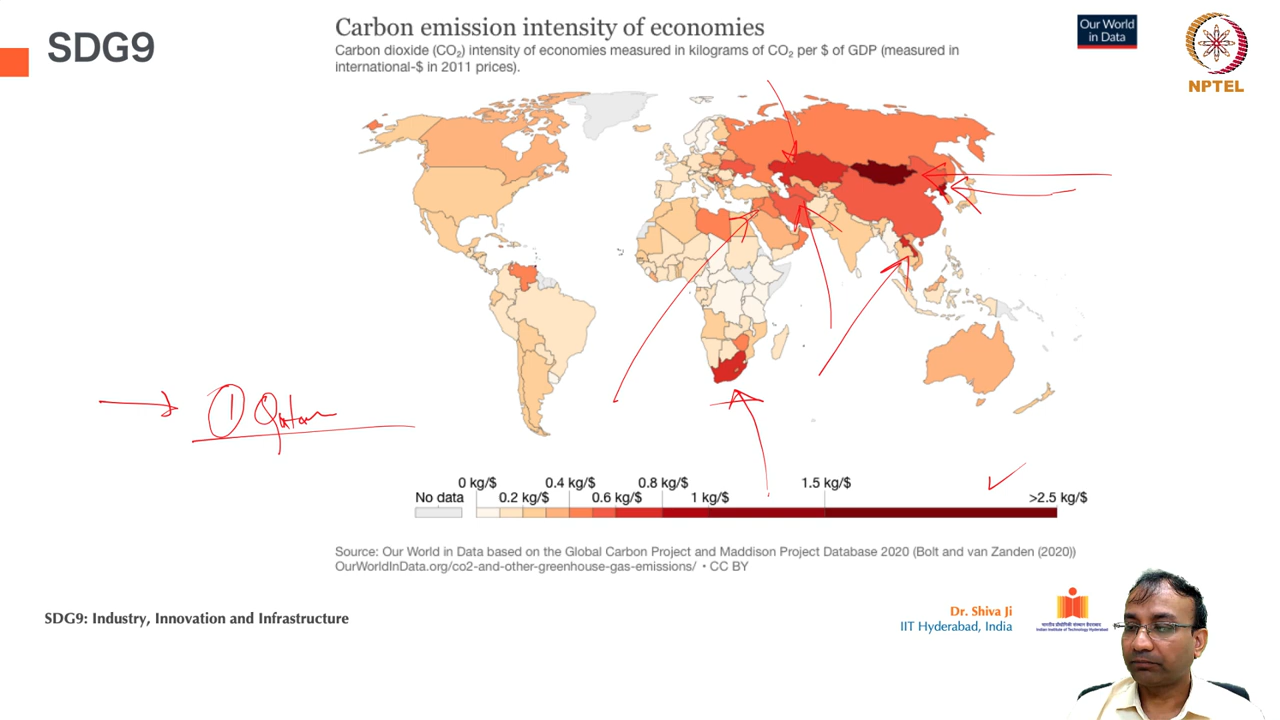 SDG9
Carbon emission intensity of economies
Carbon dioxide (CO₂) intensity of economies measured in kilograms of CO₂ per $ of GDP (measured in
international-$ in 2011 prices).
Our World
in Data
NPTEL
① Qatar
0 kg/$ 0.4 kg/$ 0.8 kg/$ 1.5 kg/$
No data 0.2 kg/$ 0.6 kg/$ 1 kg/$ >2.5 kg/$
Source: Our World in Data based on the Global Carbon Project and Maddison Project Database 2020 (Bolt and van Zanden (2020))
OurWorldInData.org/co2-and-other-greenhouse-gas-emissions/ • CC BY
SDG9: Industry, Innovation and Infrastructure
Dr. Shiva Ji
IIT Hyderabad, India
Indian Institute of Technology Hyderabad